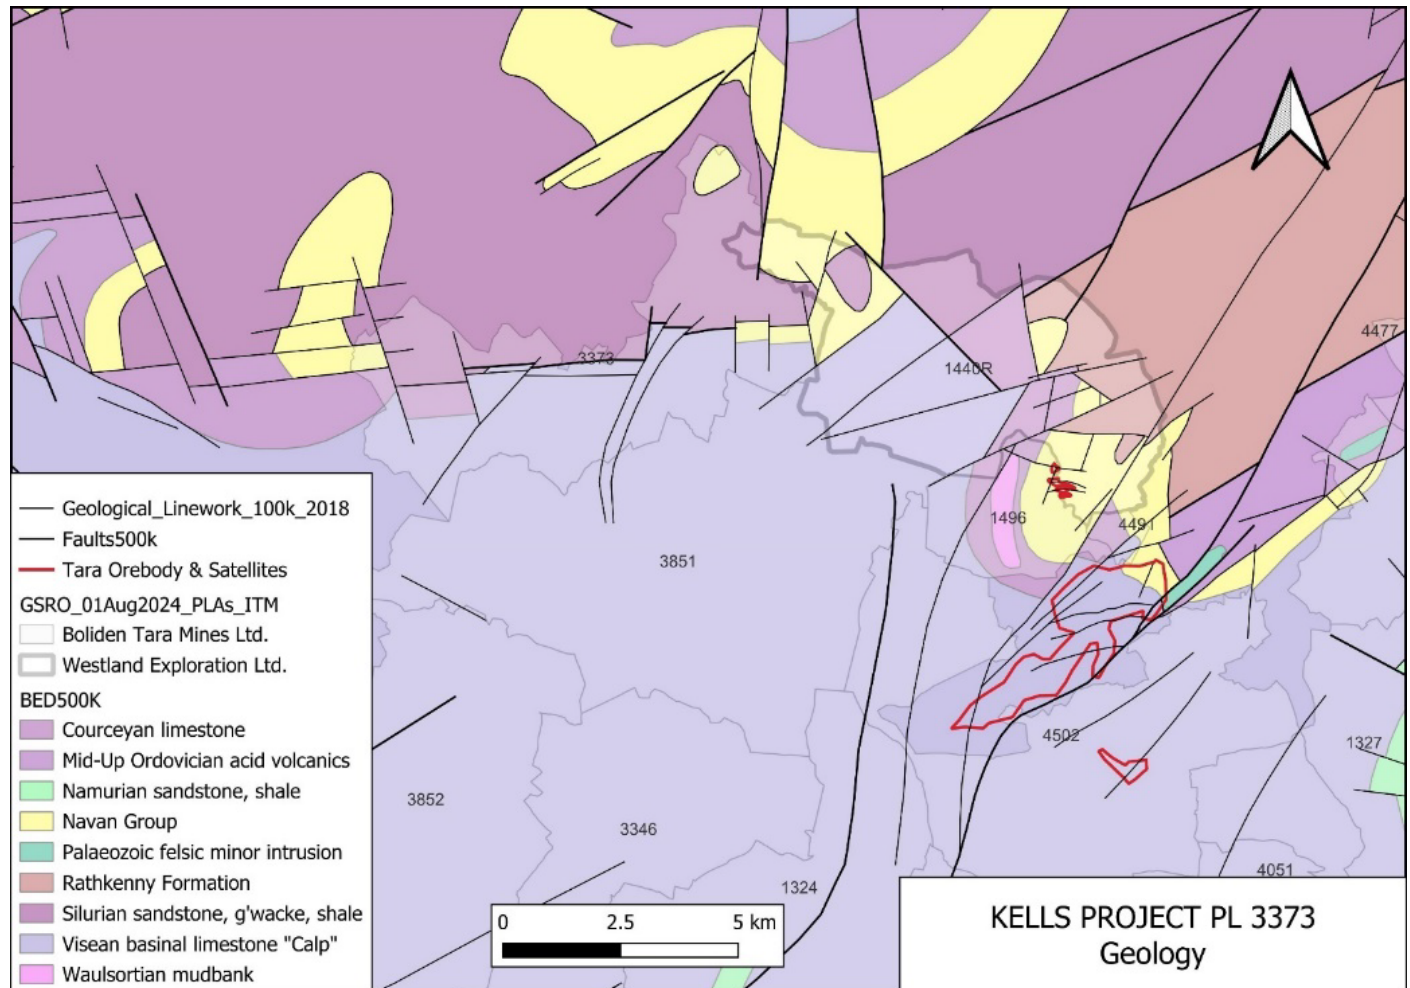 4477
3373
1440R
1496
4491
3851
4502
1327
3852
3346
1324
4051
Geological_Linework_100k_2018
Faults500k
Tara Orebody & Satellites
GSRO_01Aug2024_PLAs_ITM
Boliden Tara Mines Ltd.
Westland Exploration Ltd.
BED500K
Courceyan limestone
Mid-Up Ordovician acid volcanics
Namurian sandstone, shale
Navan Group
Palaeozoic felsic minor intrusion
Rathkenny Formation
Silurian sandstone, g'wacke, shale
Visean basinal limestone "Calp"
Waulsortian mudbank
0 2.5 5 km
KELLS PROJECT PL 3373
Geology